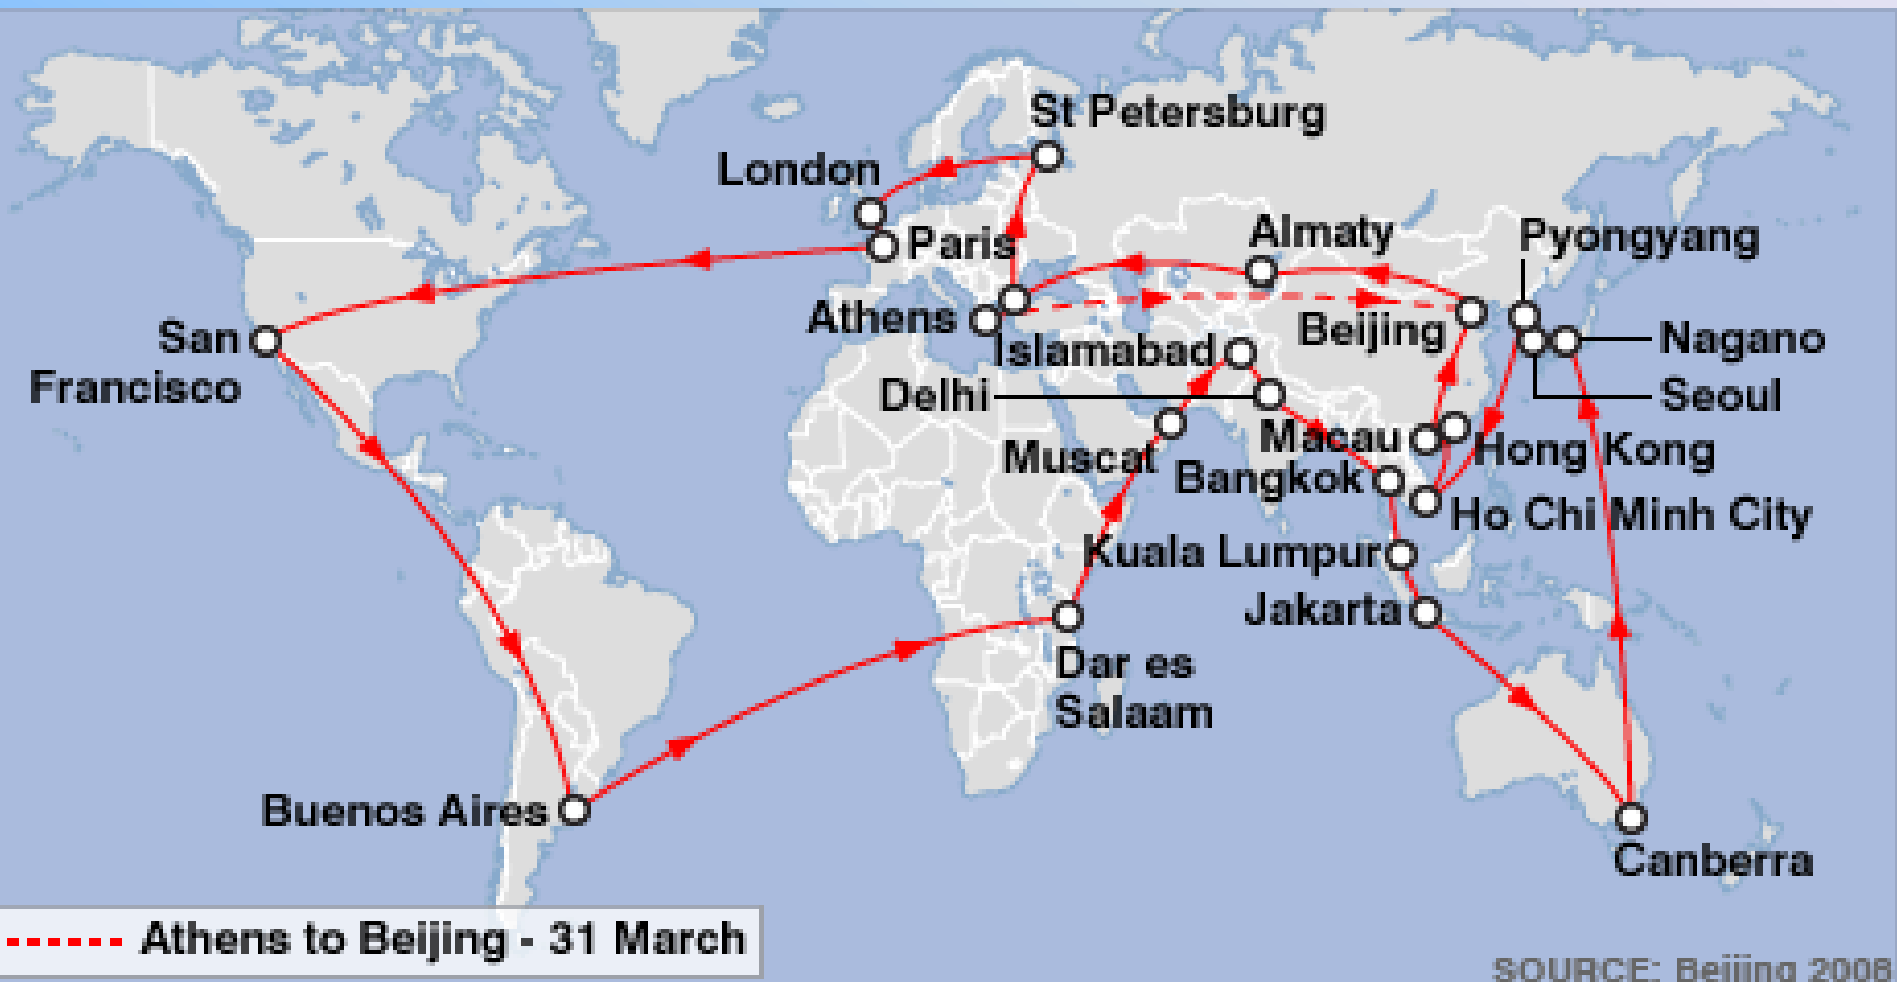 St Petersburg
London
Paris
Almaty
Pyongyang
Athens
Islamabad
Beijing
San
Francisco
Nagano
Delhi
Seoul
Macau
Muscat
Hong Kong
Bangkok
Ho Chi Minh City
Kuala Lumpur
Jakarta
Dar es
Salaam
Buenos Aires
Canberra
Athens to Beijing - 31 March
SOURCE: Beijing 2008